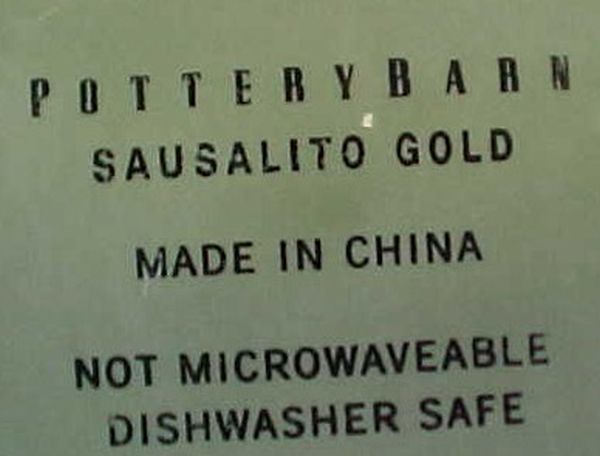 POTTERYBARN
SAUSALITO GOLD
MADE IN CHINA
NOT MICROWAVEABLE
DISHWASHER SAFE